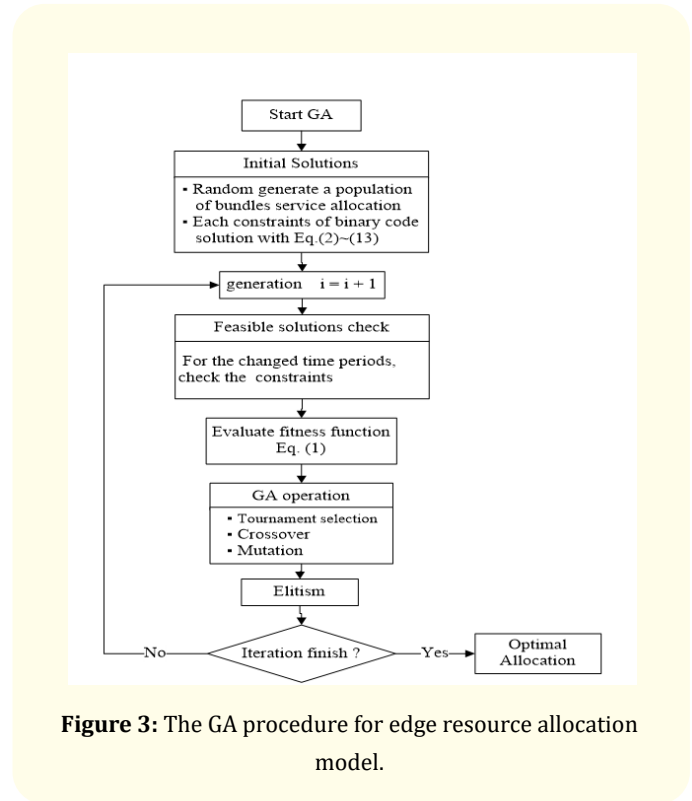 Start GA
Initial Solutions
▪ Random generate a population
of bundles service allocation
▪ Each constraints of binary code
solution with Eq.(2)~(13)
generation i = i + 1
Feasible solutions check
For the changed time periods,
check the constraints
Evaluate fitness function
Eq. (1)
GA operation
▪ Tournament selection
▪ Crossover
▪ Mutation
Elitism
Iteration finish ?
No
Yes
Optimal
Allocation
Figure 3: The GA procedure for edge resource allocation
model.